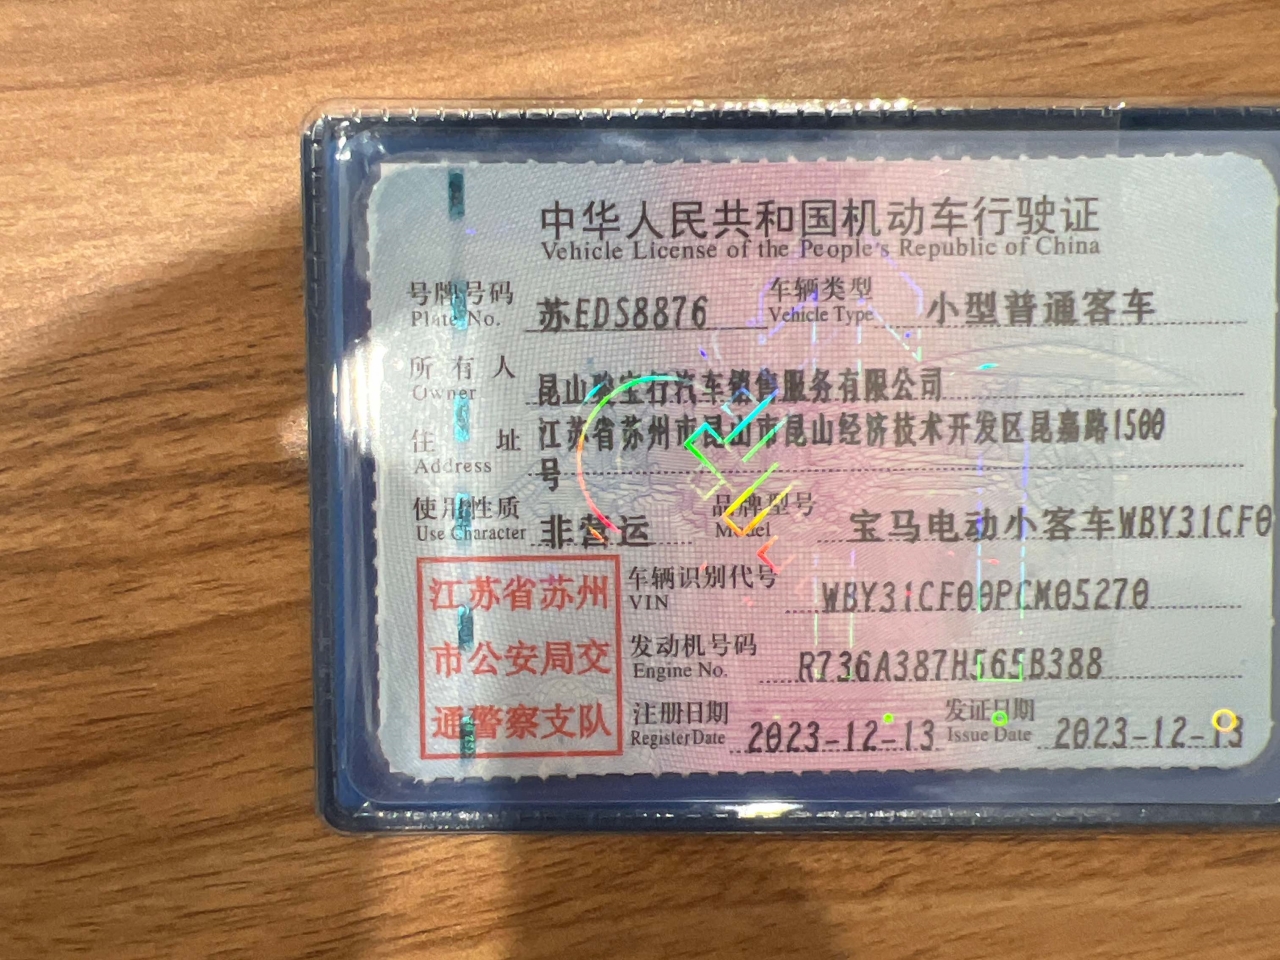 中华人民共和国机动车行驶证
Vehicle License of the People's Republic of China
号牌号码 苏EDS8876 车辆类型 小型普通客车
Plate No. Vehicle Type
所有人 昆山宝行汽车销售服务有限公司
Owner
住址 江苏省苏州市昆山市昆山经济技术开发区昆嘉路1500
Address 号
使用性质 非营运 品牌型号 宝马电动小客车WBY31CF0
Use Character Model
江苏省苏州
市公安局交
通警察支队
车辆识别代号 WBY31CF00PCM05270
VIN
发动机号码 R736A387H565B388
Engine No.
注册日期 2023-12-13 发证日期 2023-12-13
Register Date Issue Date